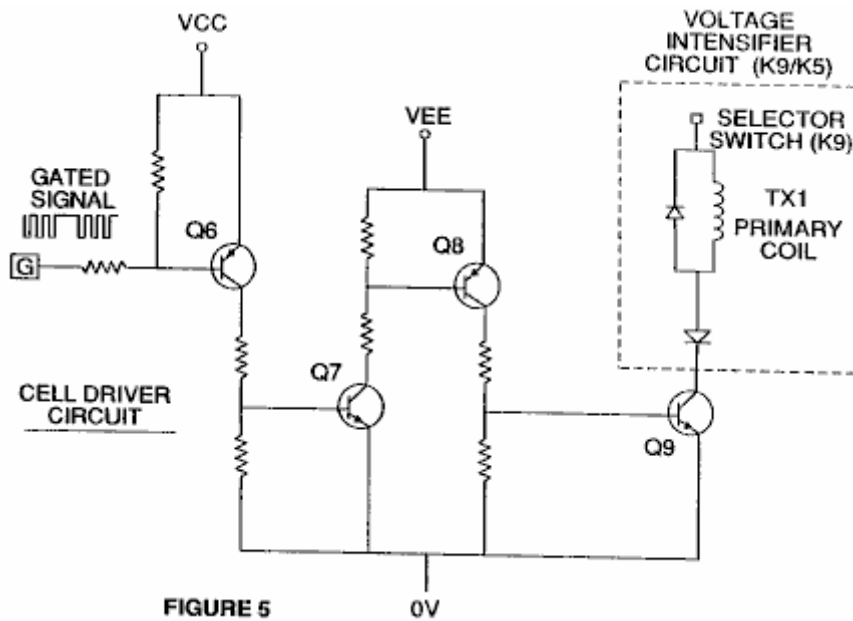 VCC
VOLTAGE
INTENSIFIER
CIRCUIT (K9/K5)
VEE
SELECTOR
SWITCH (K9)
GATED
SIGNAL
Q6
Q8
TX1
PRIMARY
COIL
G
Q7
CELL DRIVER
CIRCUIT
Q9
FIGURE 5
0V